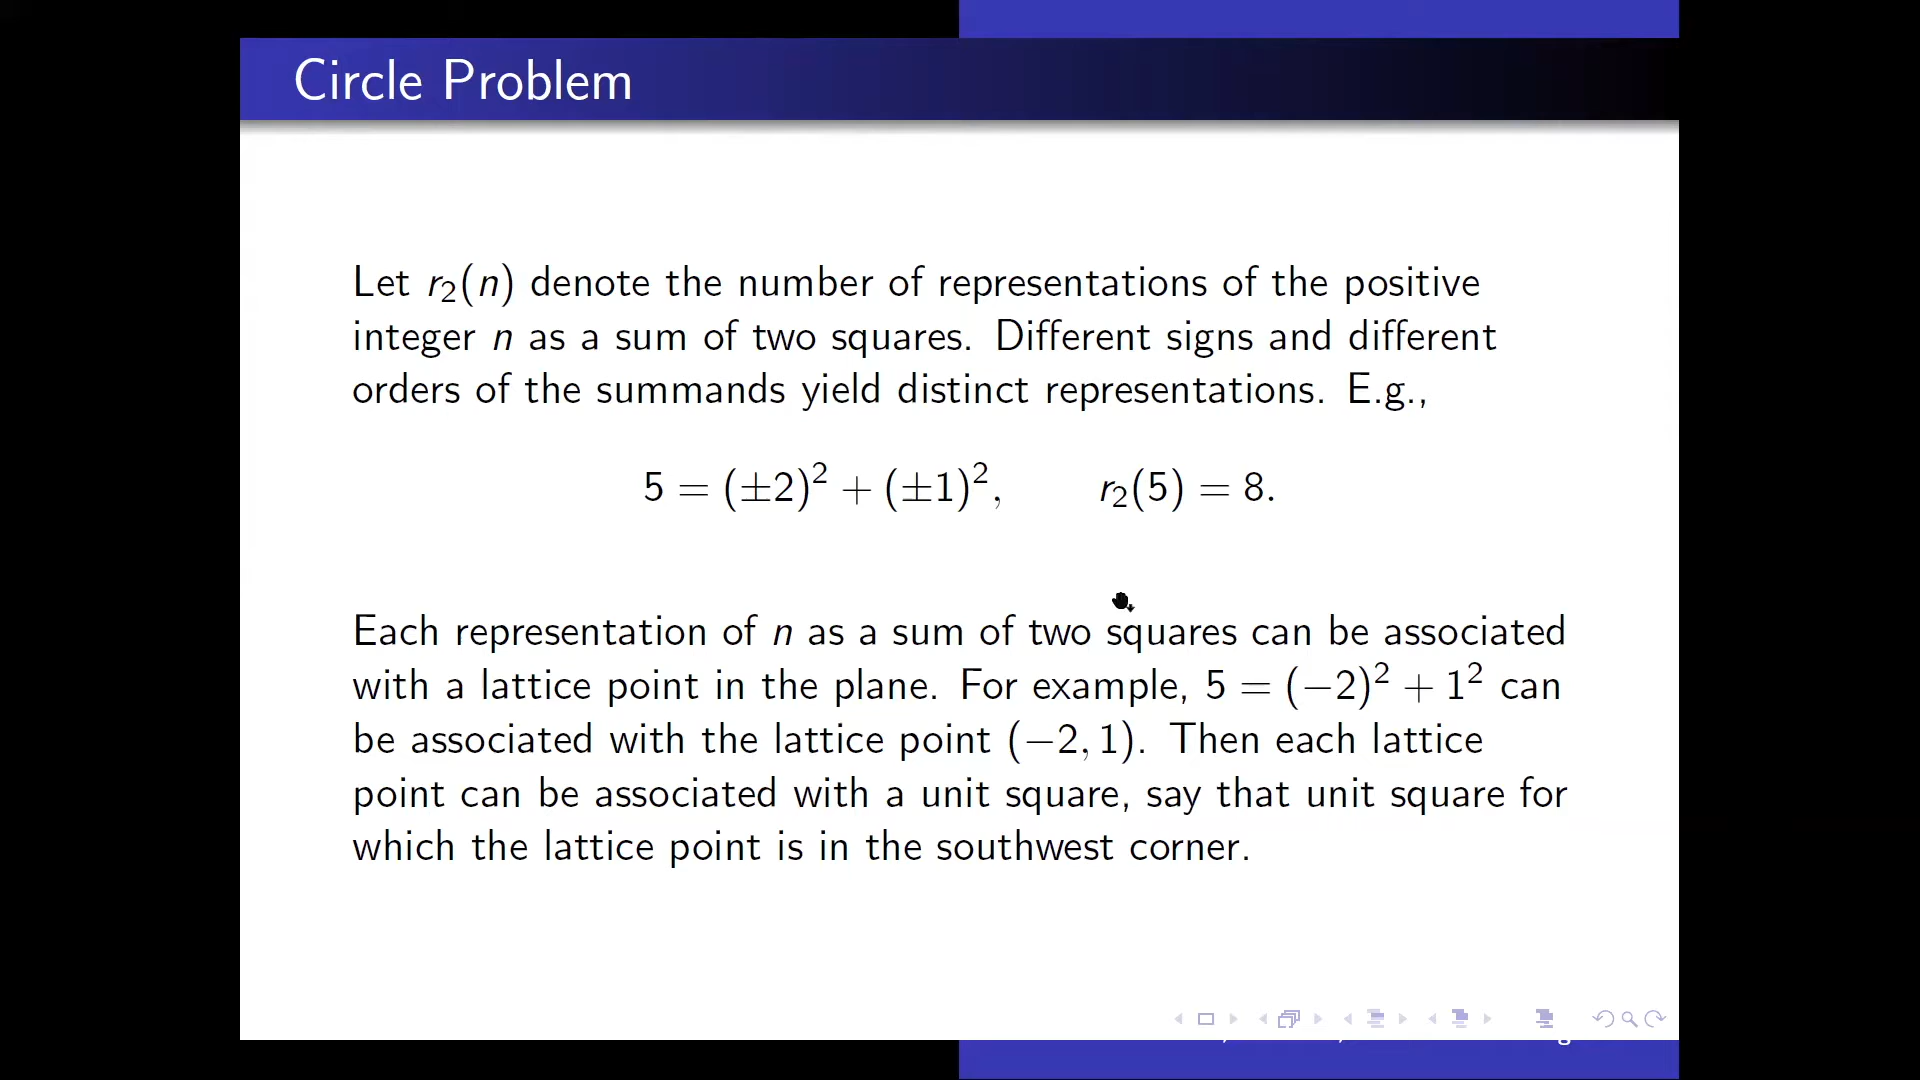 Circle Problem
Let r₂(n) denote the number of representations of the positive
integer n as a sum of two squares. Different signs and different
orders of the summands yield distinct representations. E.g.,
5 = (±2)² + (±1)², r₂(5) = 8.
Each representation of n as a sum of two squares can be associated
with a lattice point in the plane. For example, 5 = (−2)² + 1² can
be associated with the lattice point (−2, 1). Then each lattice
point can be associated with a unit square, say that unit square for
which the lattice point is in the southwest corner.